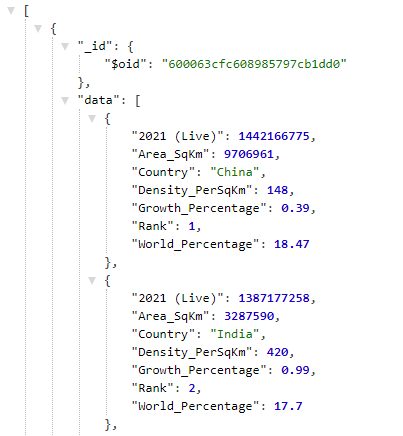 [
{
"_id": {
"$oid": "600063cfc608985797cb1dd0"
},
"data": [
{
"2021 (Live)": 1442166775,
"Area_SqKm": 9706961,
"Country": "China",
"Density_PerSqKm": 148,
"Growth_Percentage": 0.39,
"Rank": 1,
"World_Percentage": 18.47
},
{
"2021 (Live)": 1387177258,
"Area_SqKm": 3287590,
"Country": "India",
"Density_PerSqKm": 420,
"Growth_Percentage": 0.99,
"Rank": 2,
"World_Percentage": 17.7
},